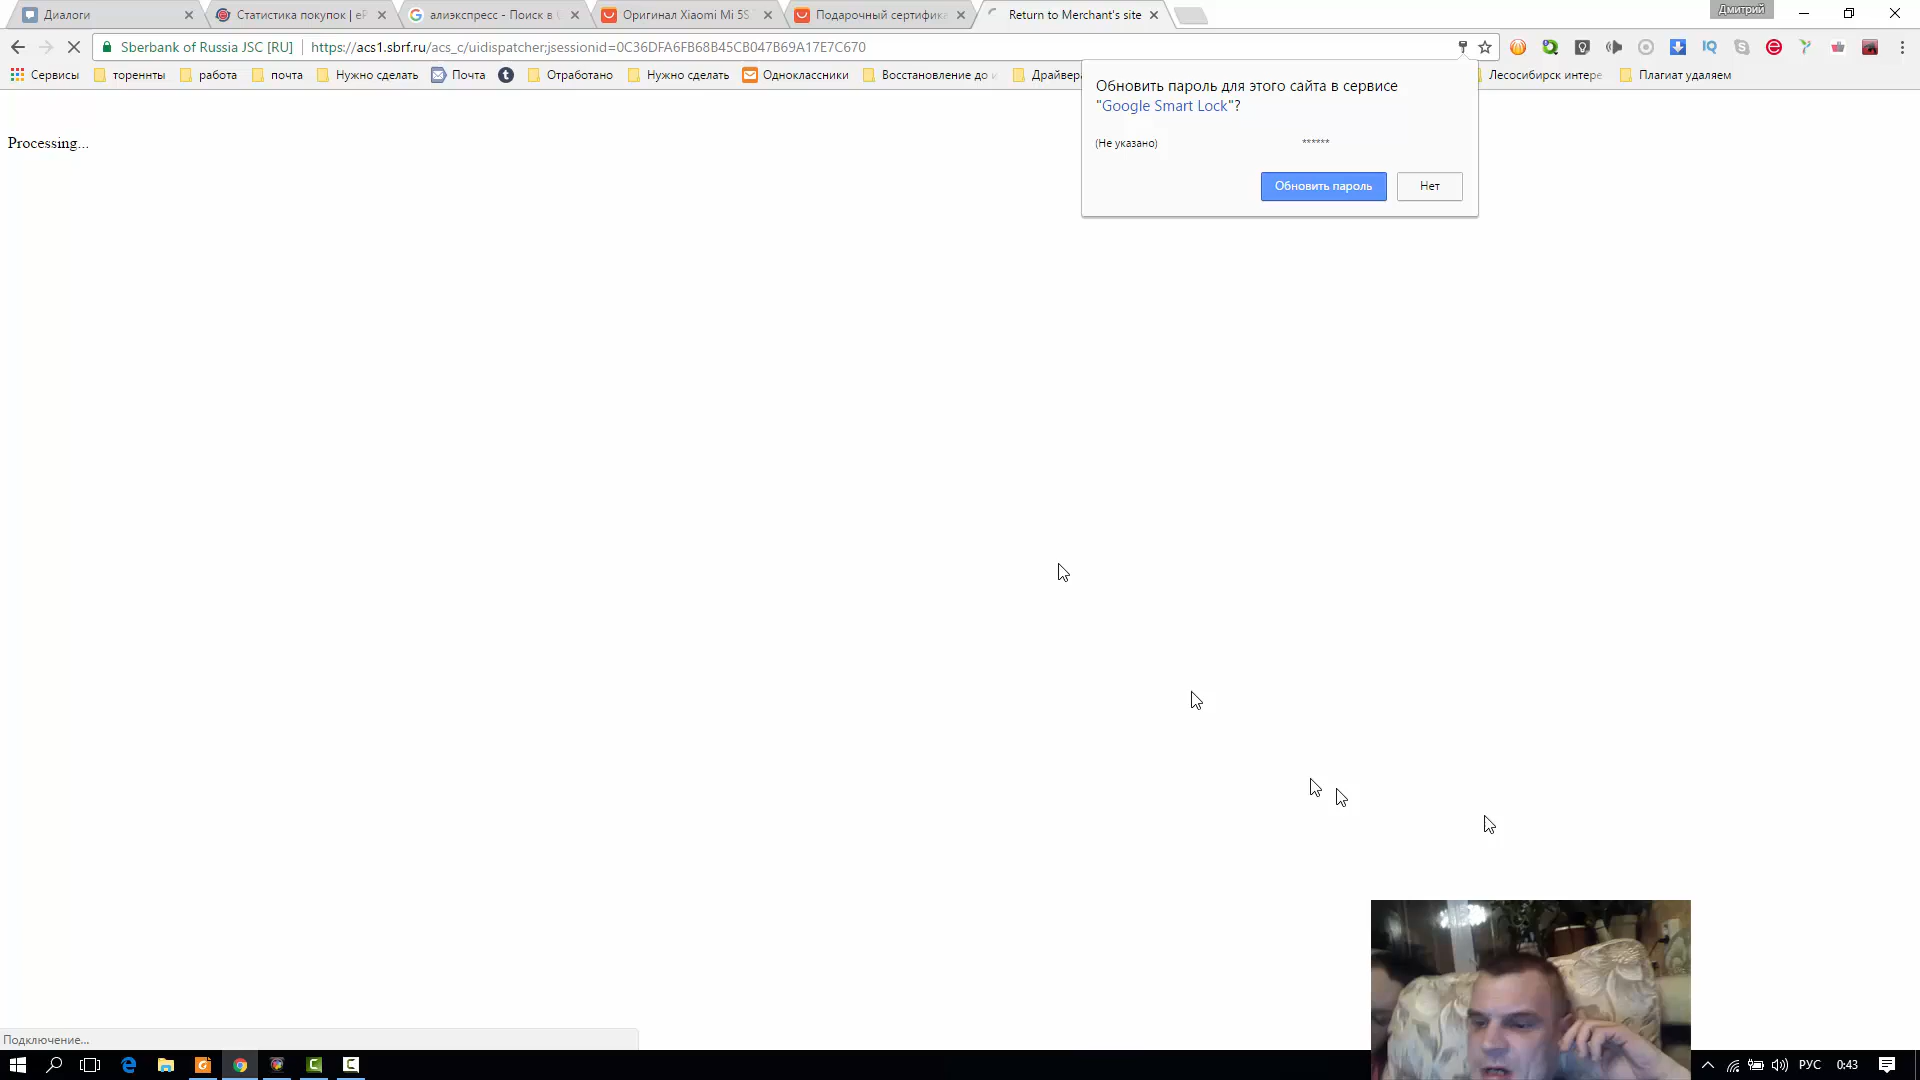 Диалоги
Статистика покупок | eP
алиэкспресс - Поиск в
Оригинал Xiaomi Mi 5S
Подарочный сертифика
Return to Merchant's site
Дмитрий
Sberbank of Russia JSC [RU]
https://acs1.sbrf.ru/acs_c/uidispatcher;jsessionid=0C36DFA6FB68B45CB047B69A17E7C670
Сервисы
тореннты
работа
почта
Нужно сделать
Почта
Отработано
Нужно сделать
Одноклассники
Восстановление до
Драйвера
Лесосибирск интере
Плагиат удаляем
Обновить пароль для этого сайта в сервисе
"Google Smart Lock"?
(Не указано)
******
Обновить пароль
Нет
Processing...
Подключение...
РУС
0:43